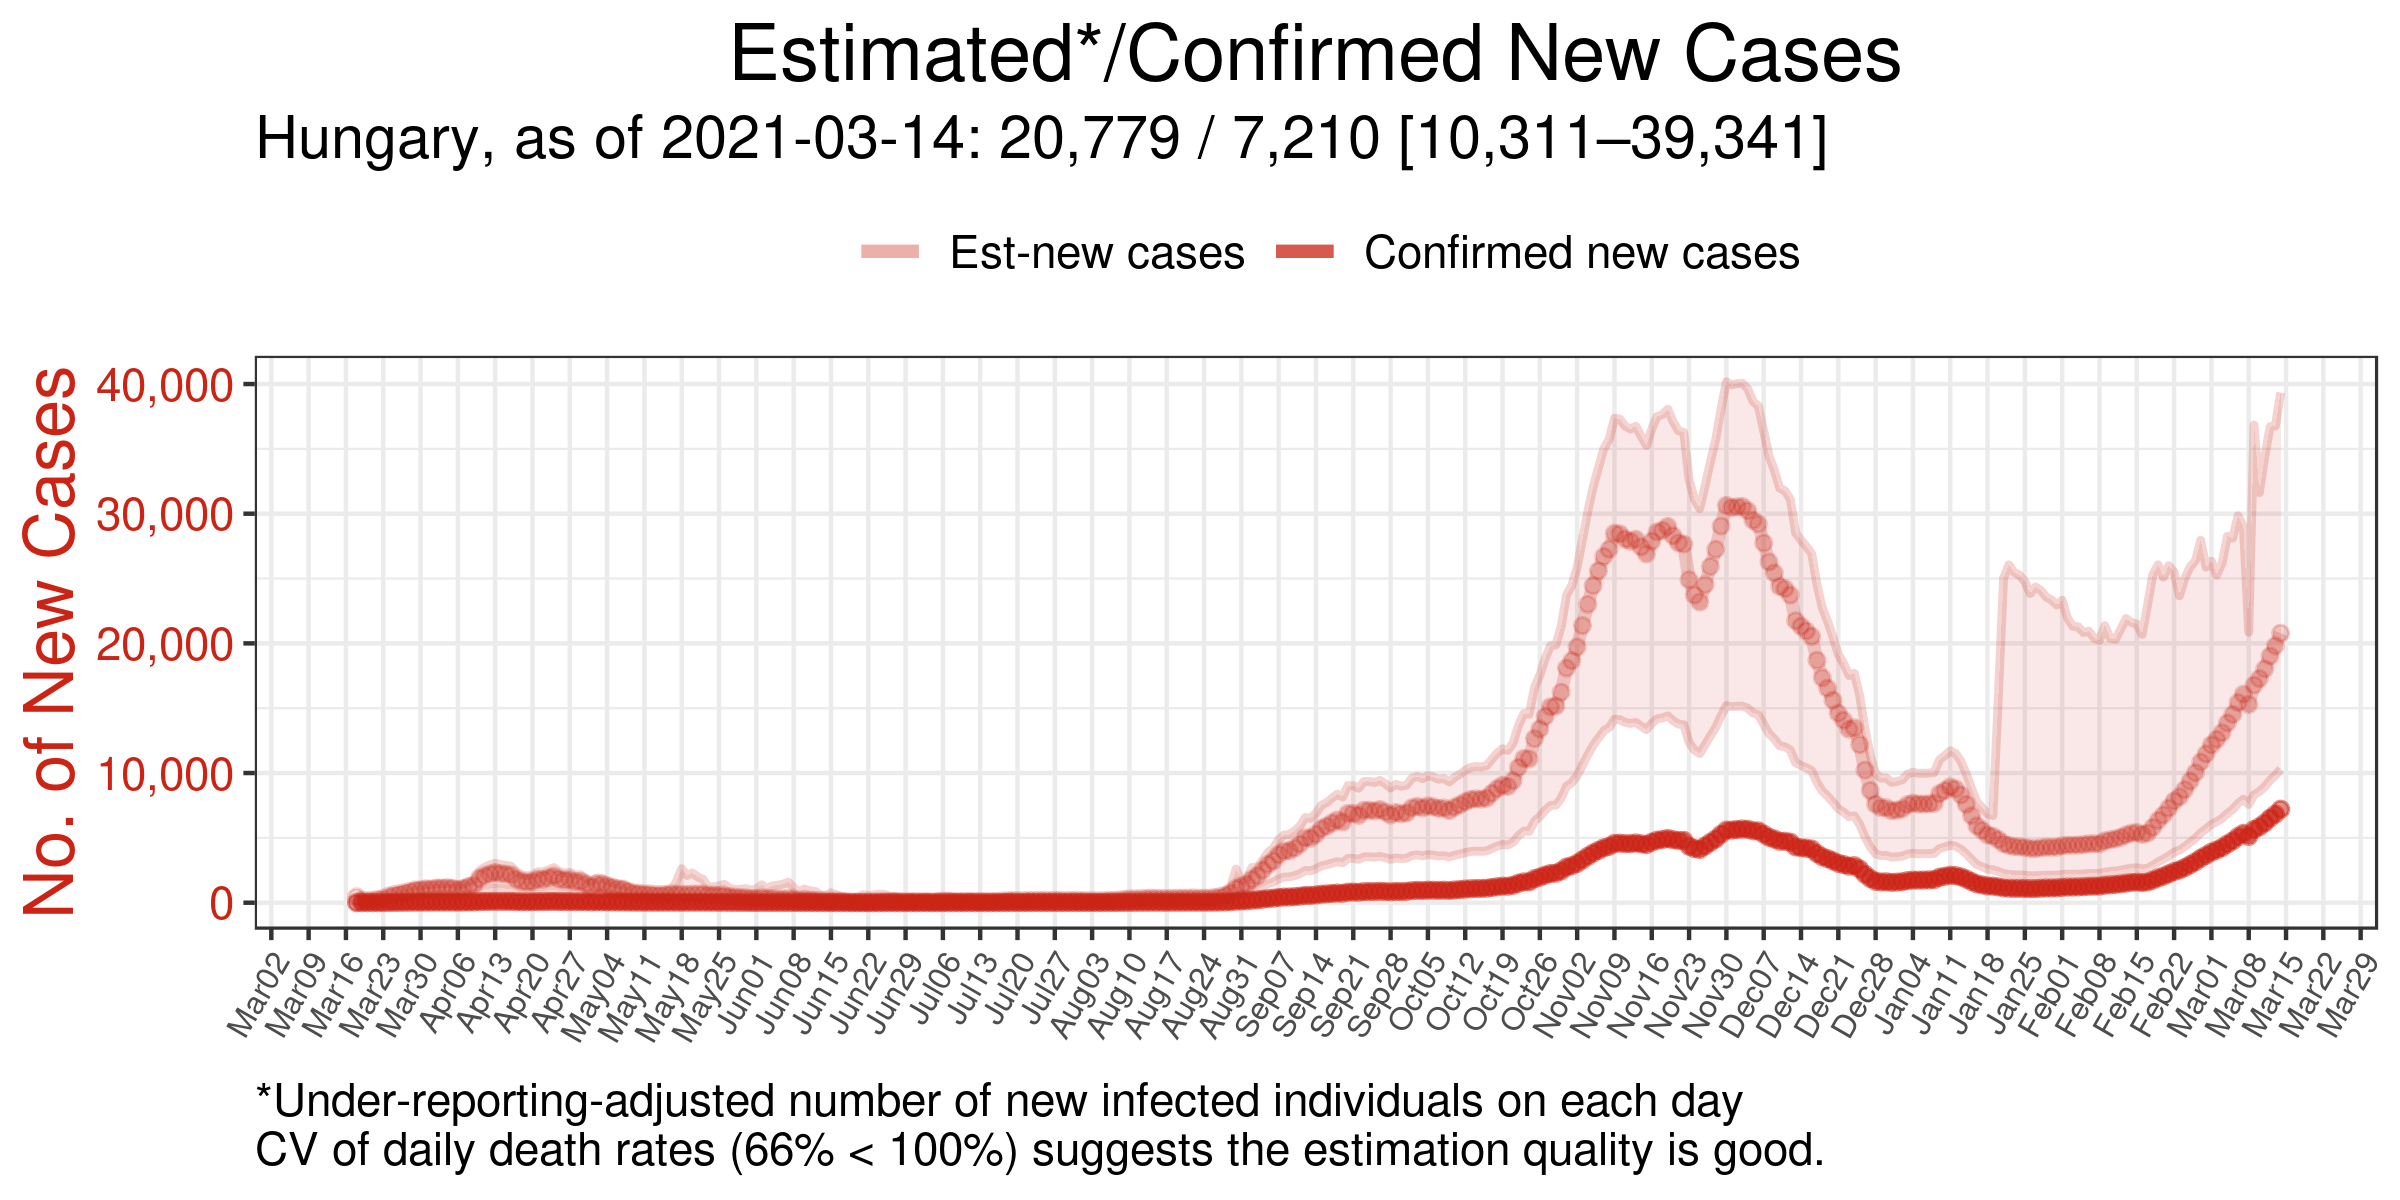 Estimated*/Confirmed New Cases
Hungary, as of 2021-03-14: 20,779 / 7,210 [10,311–39,341]
Est-new cases Confirmed new cases
No. of New Cases
40,000
30,000
20,000
10,000
0
Mar02 Mar09 Mar16 Mar23 Mar30 Apr06 Apr13 Apr20 Apr27 May04 May11 May18 May25 Jun01 Jun08 Jun15 Jun22 Jun29 Jul06 Jul13 Jul20 Jul27 Aug03 Aug10 Aug17 Aug24 Aug31 Sep07 Sep14 Sep21 Sep28 Oct05 Oct12 Oct19 Oct26 Nov02 Nov09 Nov16 Nov23 Nov30 Dec07 Dec14 Dec21 Dec28 Jan04 Jan11 Jan18 Jan25 Feb01 Feb08 Feb15 Feb22 Mar01 Mar08 Mar15 Mar22 Mar29
*Under-reporting-adjusted number of new infected individuals on each day
CV of daily death rates (66% < 100%) suggests the estimation quality is good.